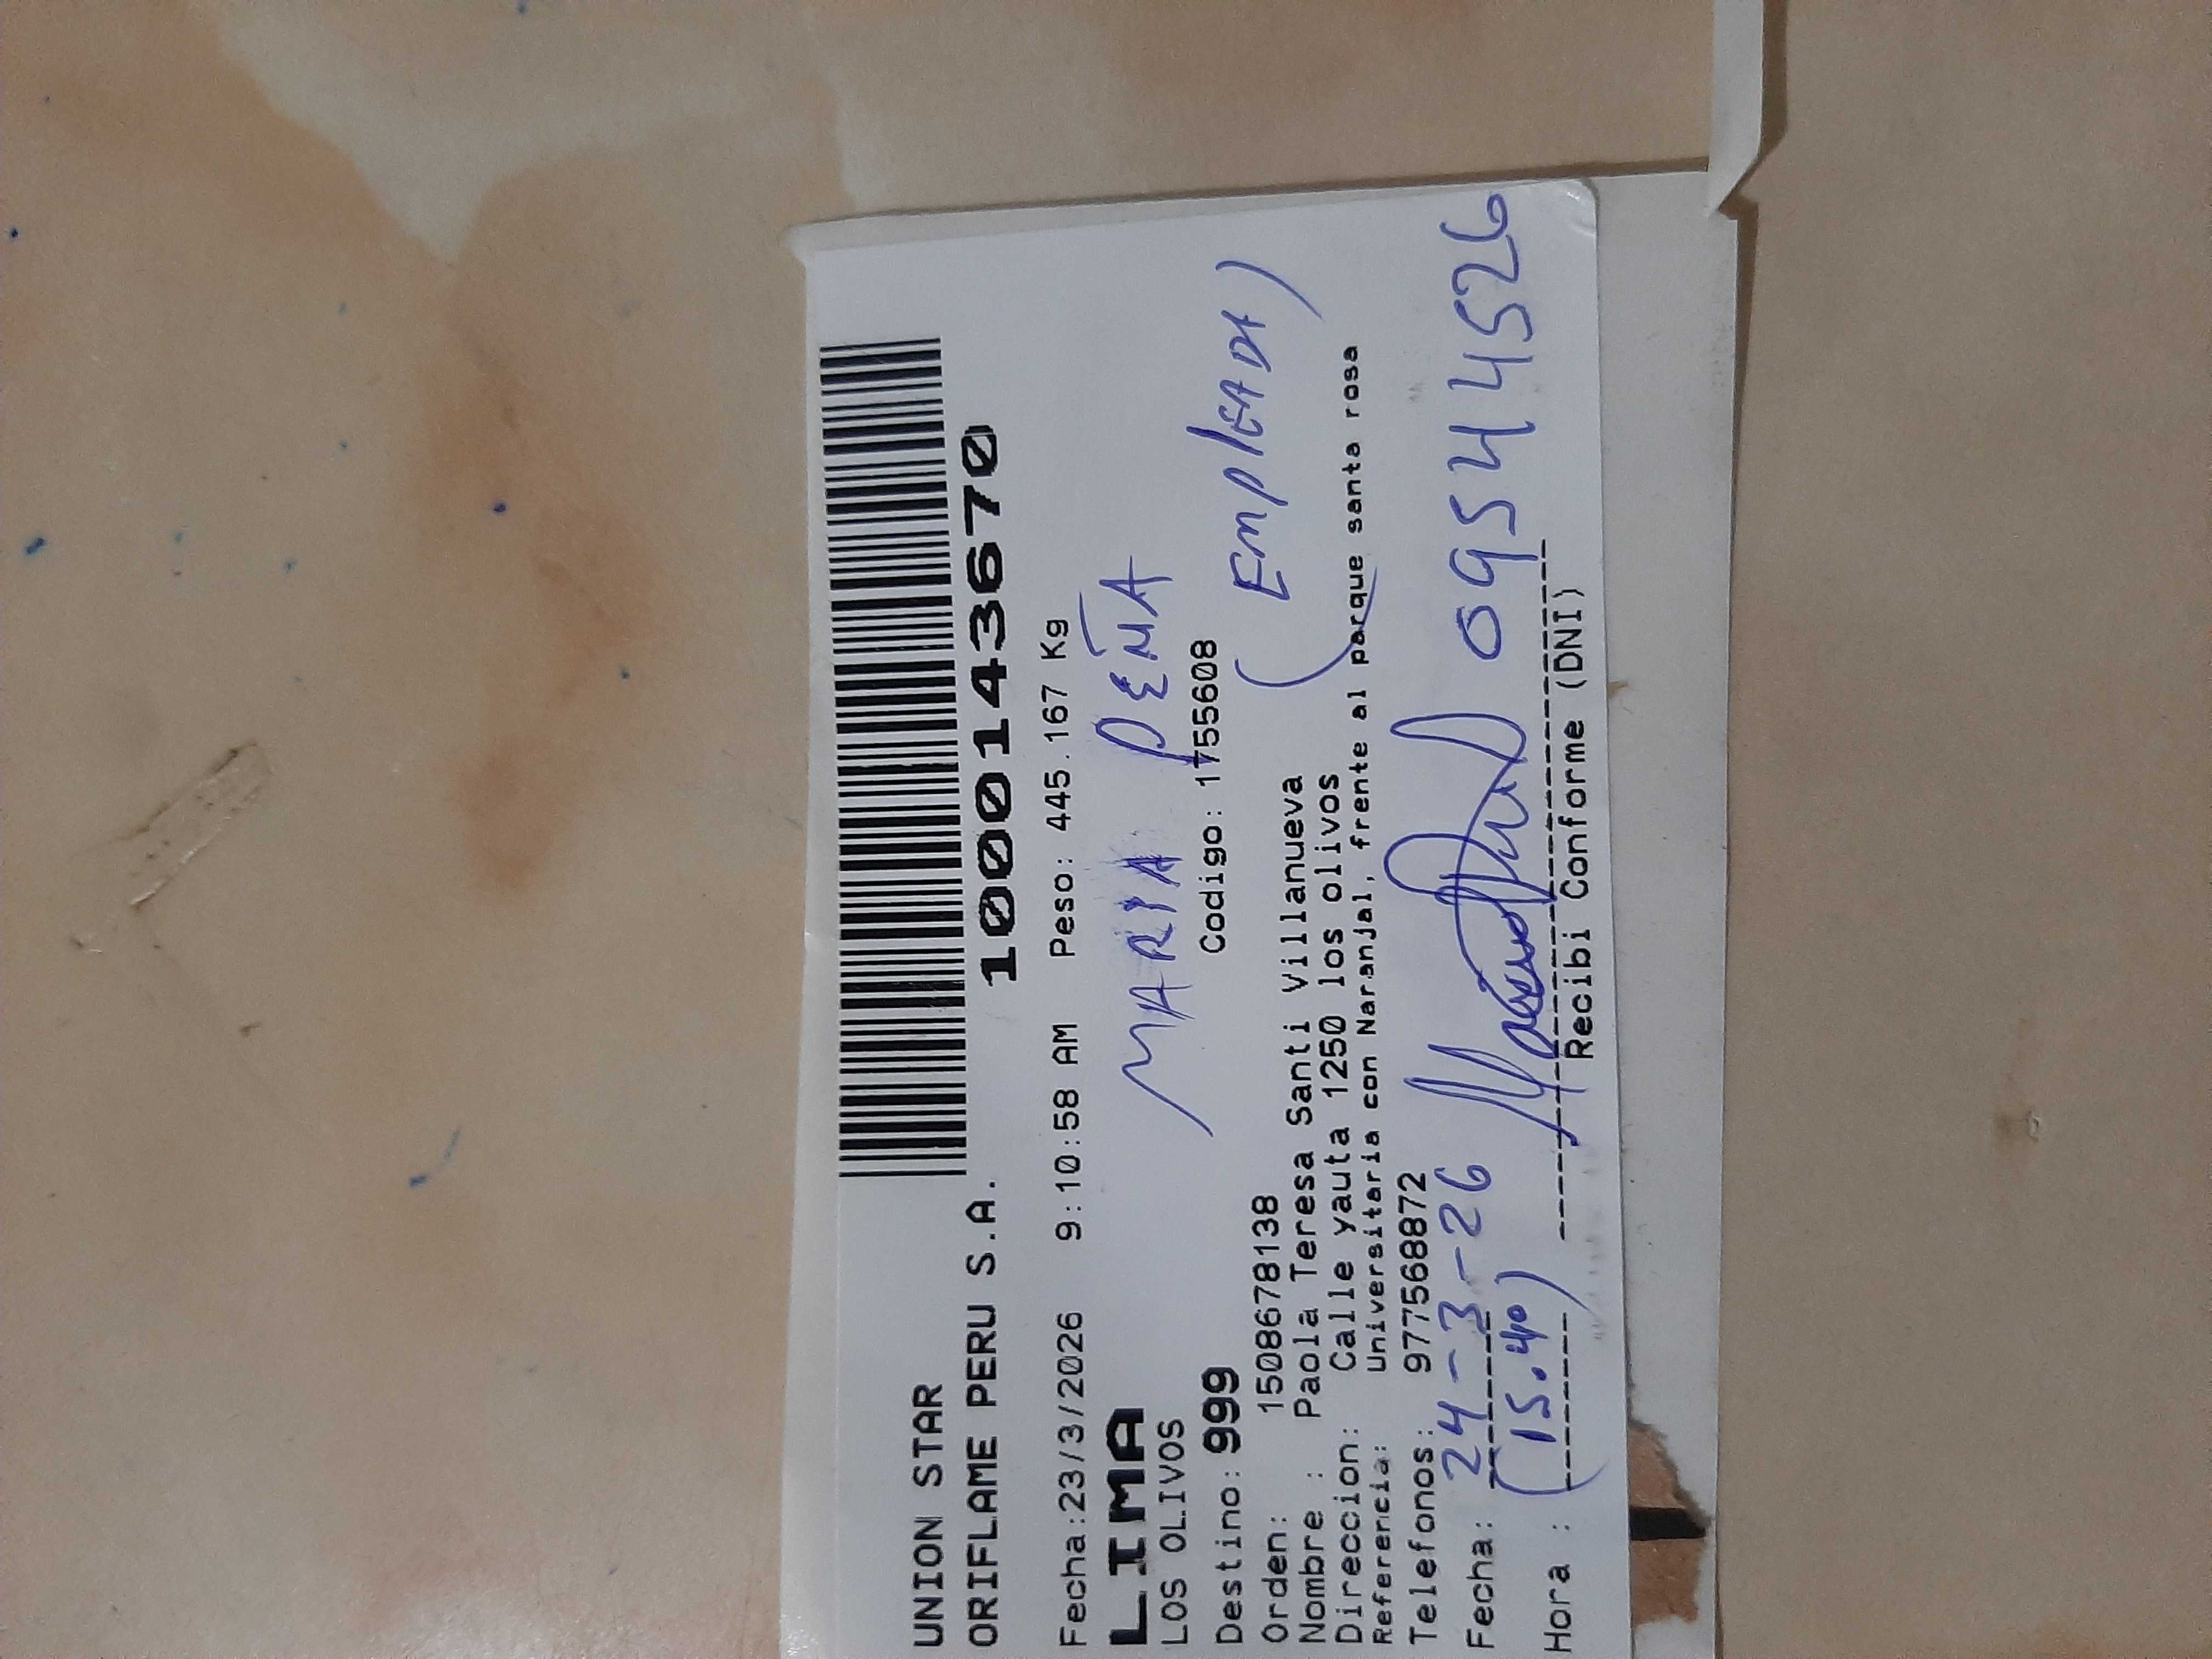 UNION STAR
ORIFLAME PERU S.A.
1000143670
Fecha:23/3/2026 9:10:58 AM Peso: 445.167 Kg
LIMA
LOS OLIVOS
MARIA PEÑA
Destino: 999 Codigo: 1755608
(EmpleADA)
Orden: 1508678138
Nombre : Paola Teresa Santi Villanueva
Direccion: Calle yauta 1250 los olivos
Referencia: Universitaria con Naranjal, frente al parque santa rosa
Telefonos: 977568872
Fecha: 24-3-26
09544526
Hora : (15.40)
Recibi Conforme (DNI)